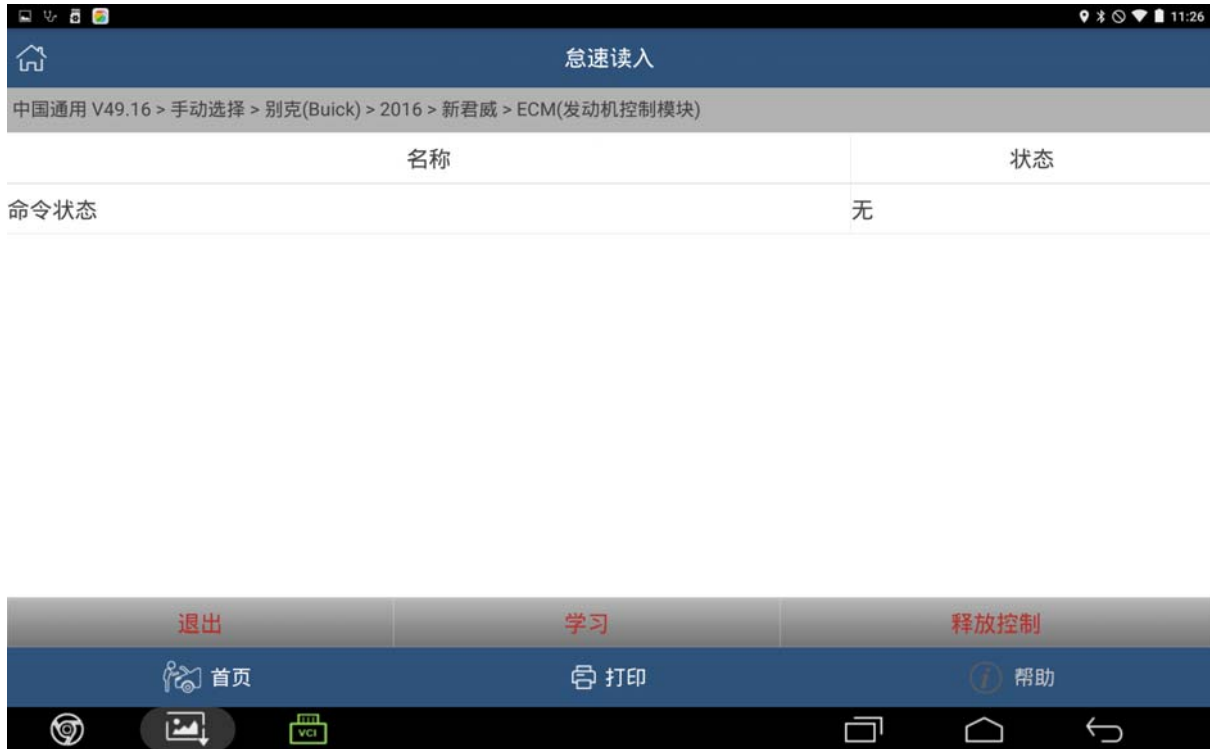 11:26
怠速读入
中国通用 V49.16 > 手动选择 > 别克(Buick) > 2016 > 新君威 > ECM(发动机控制模块)
名称 状态
命令状态 无
退出 学习 释放控制
首页 打印 帮助
VCI